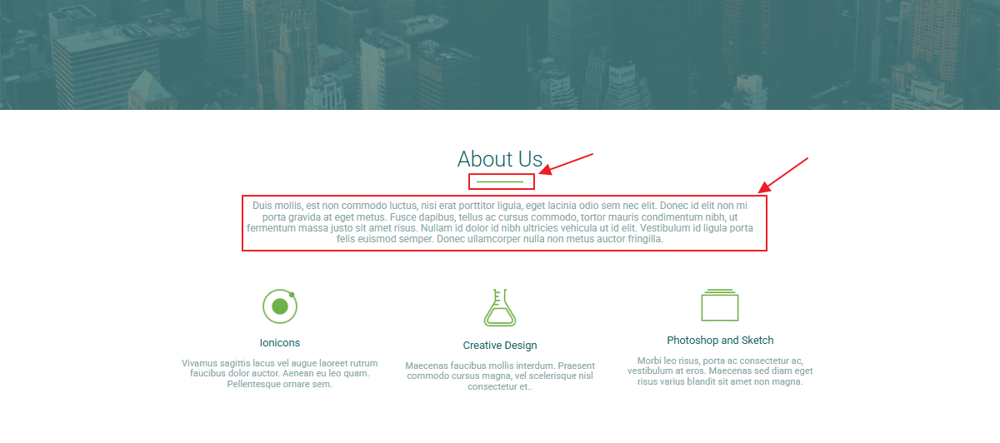 About Us
Duis mollis, est non commodo luctus, nisi erat porttitor ligula, eget lacinia odio sem nec elit. Donec id elit non mi
porta gravida at eget metus. Fusce dapibus, tellus ac cursus commodo, tortor mauris condimentum nibh, ut
fermentum massa justo sit amet risus. Nullam id dolor id nibh ultricies vehicula ut id elit. Vestibulum id ligula porta
felis euismod semper. Donec ullamcorper nulla non metus auctor fringilla.
Ionicons
Vivamus sagittis lacus vel augue laoreet rutrum
faucibus dolor auctor. Aenean eu leo quam.
Pellentesque ornare sem.
Creative Design
Maecenas faucibus mollis interdum. Praesent
commodo cursus magna, vel scelerisque nisl
consectetur et..
Photoshop and Sketch
Morbi leo risus, porta ac consectetur ac,
vestibulum at eros. Maecenas sed diam eget
risus varius blandit sit amet non magna.